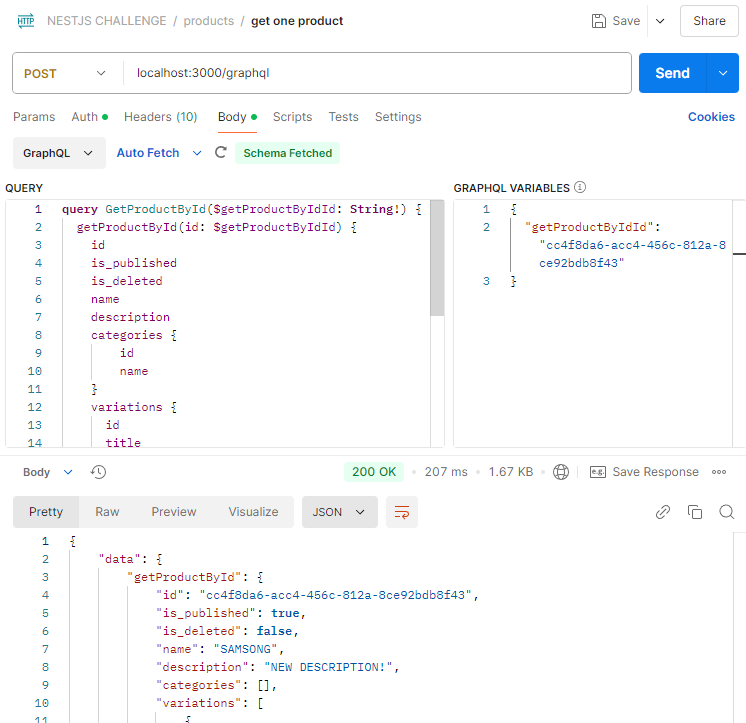 HTTP NESTJS CHALLENGE / products / get one product Save Share
POST localhost:3000/graphql Send
Params Auth Headers (10) Body Scripts Tests Settings Cookies
GraphQL Auto Fetch Schema Fetched
QUERY
1 query GetProductById($getProductByIdId: String!) {
2 getProductById(id: $getProductByIdId) {
3 id
4 is_published
5 is_deleted
6 name
7 description
8 categories {
9 id
10 name
11 }
12 variations {
13 id
14 title
GRAPHQL VARIABLES
1 {
2 "getProductByIdId":
"cc4f8da6-acc4-456c-812a-8
ce92bdb8f43"
3 }
Body 200 OK 207 ms 1.67 KB e.g. Save Response
Pretty Raw Preview Visualize JSON
1 {
2 "data": {
3 "getProductById": {
4 "id": "cc4f8da6-acc4-456c-812a-8ce92bdb8f43",
5 "is_published": true,
6 "is_deleted": false,
7 "name": "SAMSONG",
8 "description": "NEW DESCRIPTION!",
9 "categories": [],
10 "variations": [
11 {